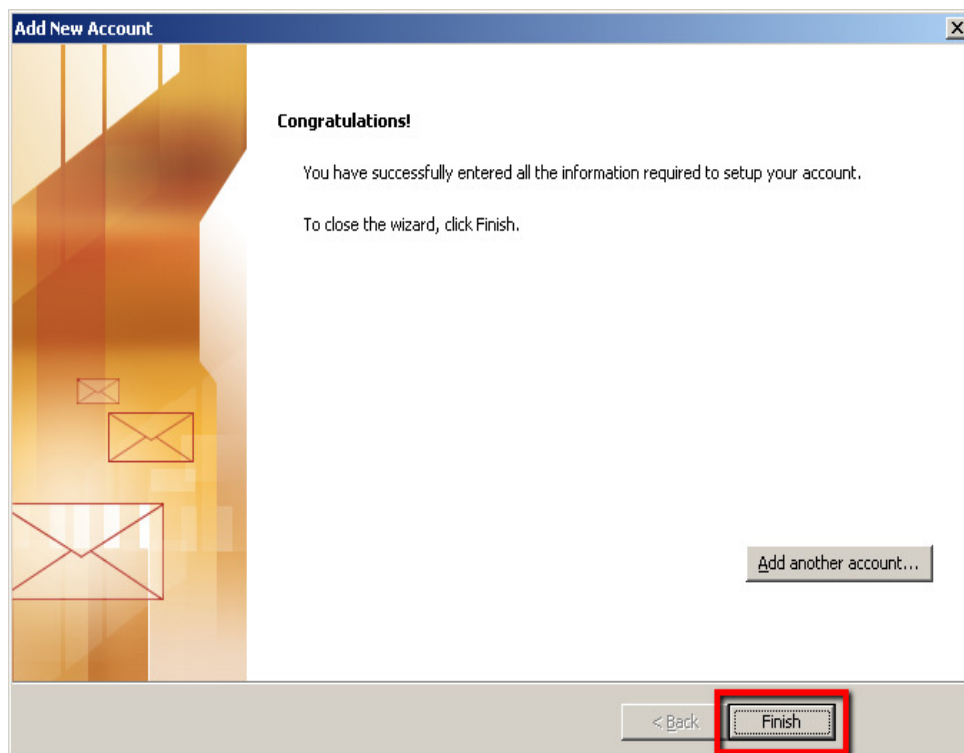 Add New Account
Congratulations!
You have successfully entered all the information required to setup your account.
To close the wizard, click Finish.
Add another account...
< Back
Finish